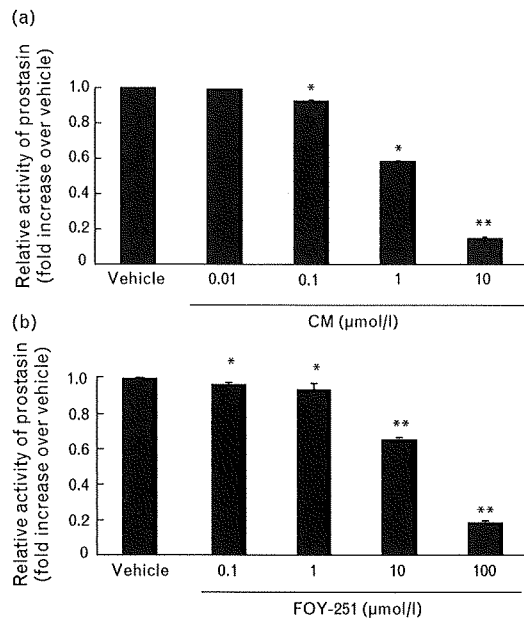 (a)
Relative activity of prostasin
(fold increase over vehicle)
1.0
0.8
0.6
0.4
0.2
0
*
*
**
Vehicle
0.01
0.1
1
10
CM (µmol/l)
(b)
Relative activity of prostasin
(fold increase over vehicle)
1.0
0.8
0.6
0.4
0.2
0
*
*
**
**
Vehicle
0.1
1
10
100
FOY-251 (µmol/l)